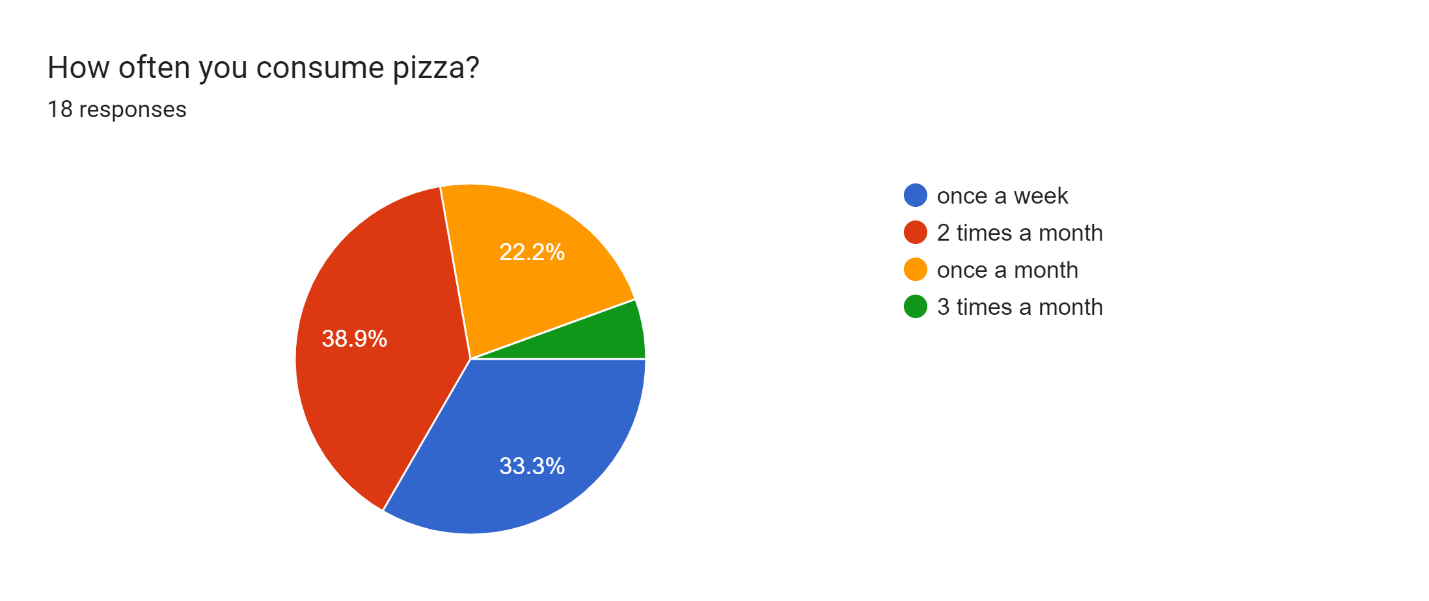 How often you consume pizza?
18 responses
22.2%
38.9%
33.3%
once a week
2 times a month
once a month
3 times a month